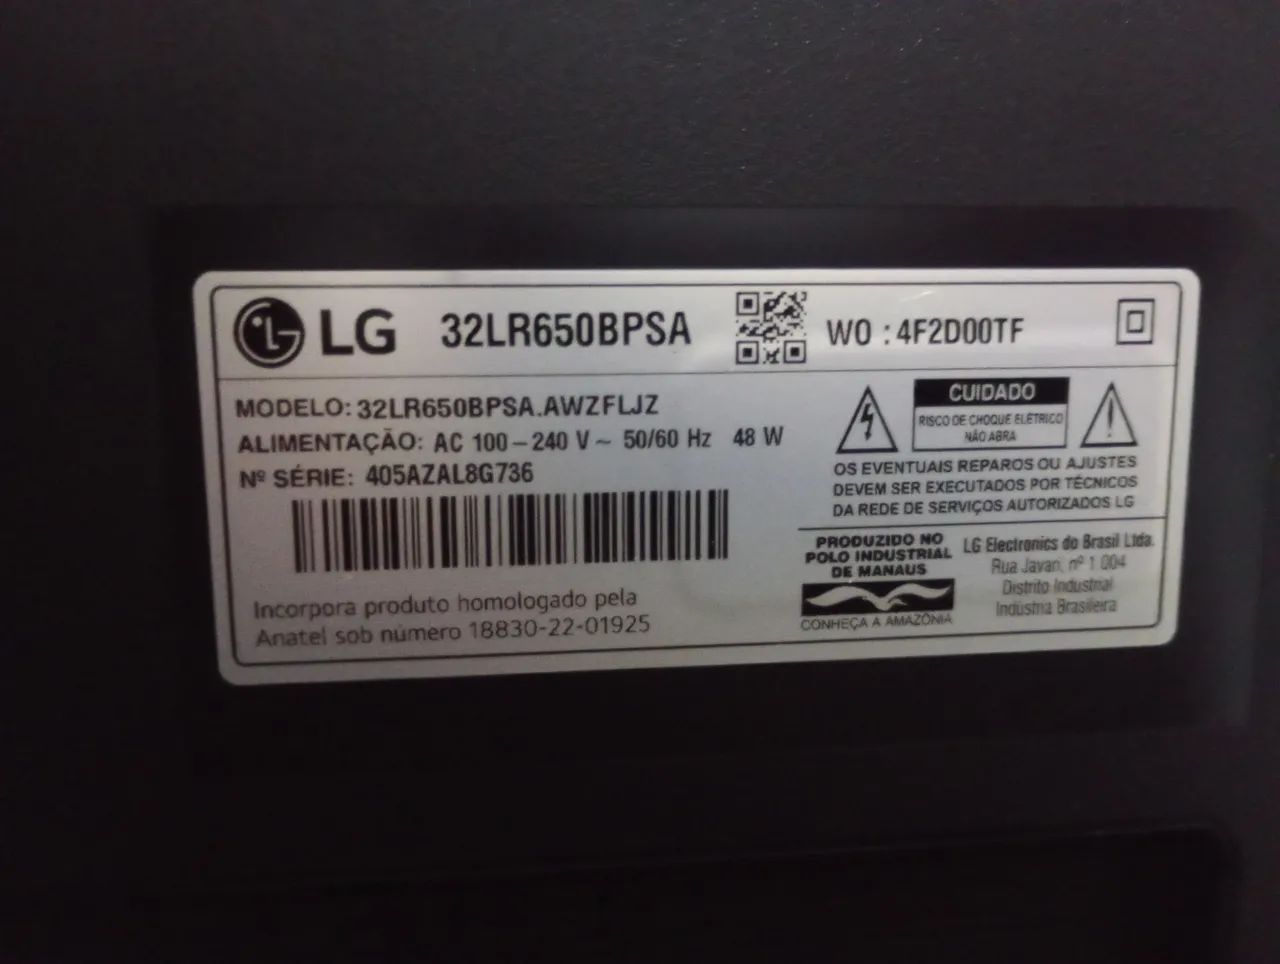 LG 32LR650BPSA WO : 4F2D00TF
MODELO: 32LR650BPSA.AWZFLJZ
ALIMENTAÇÃO: AC 100 – 240 V ~ 50/60 Hz 48 W
Nº SÉRIE: 405AZAL8G736
Incorpora produto homologado pela
Anatel sob número 18830-22-01925
CUIDADO
RISCO DE CHOQUE ELÉTRICO
NÃO ABRA
OS EVENTUAIS REPAROS OU AJUSTES
DEVEM SER EXECUTADOS POR TÉCNICOS
DA REDE DE SERVIÇOS AUTORIZADOS LG
PRODUZIDO NO
POLO INDUSTRIAL
DE MANAUS
CONHEÇA A AMAZÔNIA
LG Electronics do Brasil Ltda.
Rua Javari, nº 1.004
Distrito Industrial
Indústria Brasileira